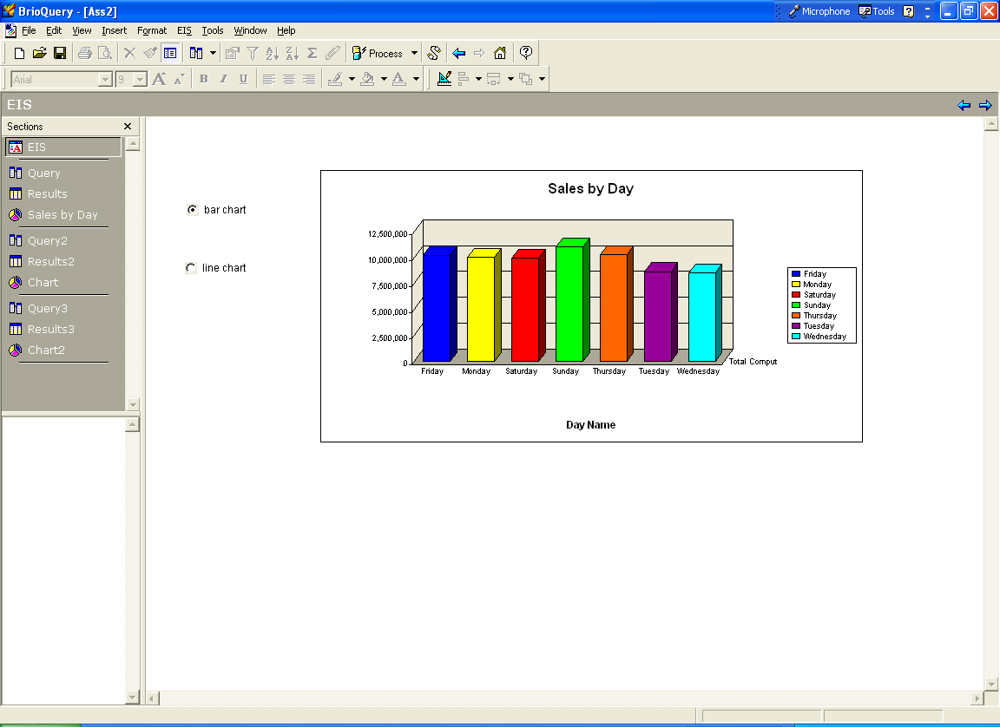 BrioQuery - [Ass2]
Microphone Tools
File Edit View Insert Format EIS Tools Window Help
Process
Arial 9
B I U
EIS
Sections
EIS
Query
Results
Sales by Day
Query2
Results2
Chart
Query3
Results3
Chart2
bar chart
line chart
Sales by Day
12,500,000
10,000,000
7,500,000
5,000,000
2,500,000
0
Friday Monday Saturday Sunday Thursday Tuesday Wednesday
Total Comput
Day Name
Friday
Monday
Saturday
Sunday
Thursday
Tuesday
Wednesday